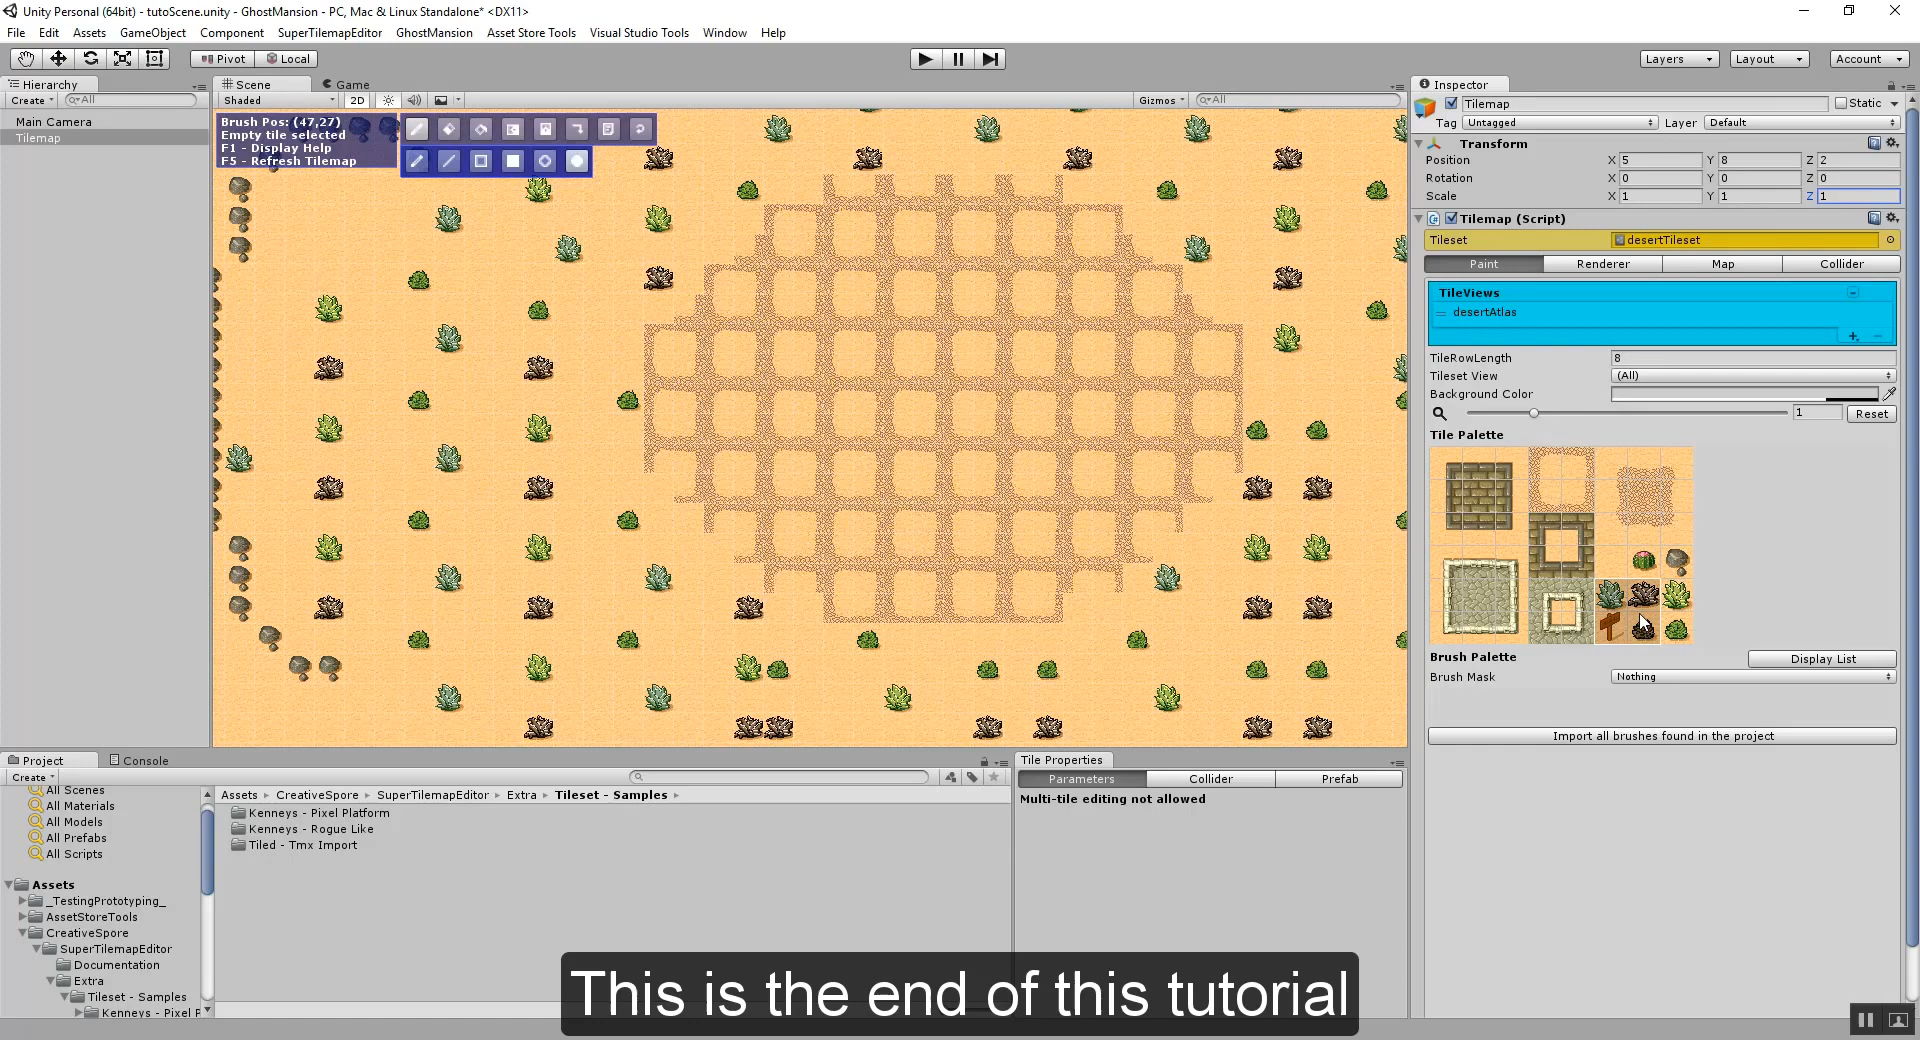 Unity Personal (64bit) - tutoScene.unity - GhostMansion - PC, Mac & Linux Standalone* <DX11>
File Edit Assets GameObject Component SuperTilemapEditor GhostMansion Asset Store Tools Visual Studio Tools Window Help
Pivot Local Layers Layout Account
Hierarchy
Create All
Main Camera
Tilemap
Scene Game
Shaded 2D Gizmos All
Brush Pos: (47,27)
Empty tile selected
F1 - Display Help
F5 - Refresh Tilemap
Inspector
Tilemap Static
Tag Untagged Layer Default
Transform
Position X 5 Y 8 Z 2
Rotation X 0 Y 0 Z 0
Scale X 1 Y 1 Z 1
Tilemap (Script)
Tileset desertTileset
Paint Renderer Map Collider
TileViews
desertAtlas
TileRowLength 8
Tileset View (All)
Background Color
1 Reset
Tile Palette
Brush Palette Display List
Brush Mask Nothing
Import all brushes found in the project
Project Console
Create
All Scenes
All Materials
All Models
All Prefabs
All Scripts
Assets
_TestingPrototyping_
AssetStoreTools
CreativeSpore
SuperTilemapEditor
Documentation
Extra
Tileset - Samples
Kenneys - Pixel P
Assets CreativeSpore SuperTilemapEditor Extra Tileset - Samples
Kenneys - Pixel Platform
Kenneys - Rogue Like
Tiled - Tmx Import
Tile Properties
Parameters Collider Prefab
Multi-tile editing not allowed
This is the end of this tutorial